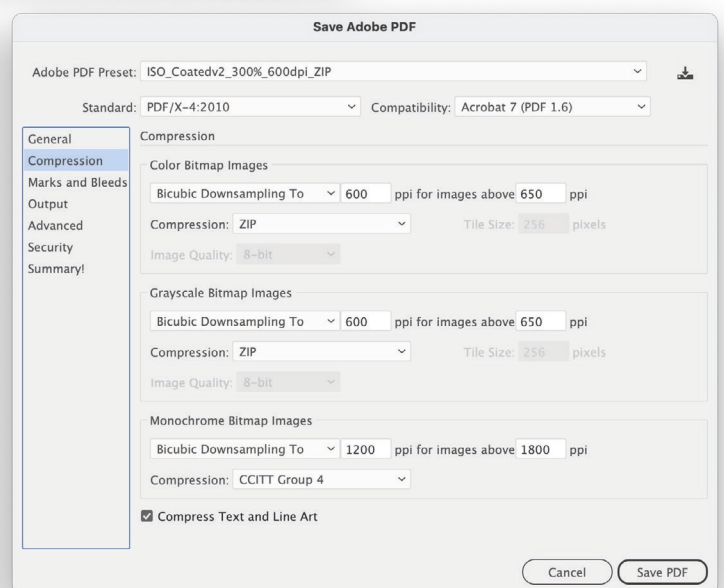 Save Adobe PDF
Adobe PDF Preset: ISO_Coatedv2_300%_600dpi_ZIP
Standard: PDF/X-4:2010 Compatibility: Acrobat 7 (PDF 1.6)
General
Compression
Marks and Bleeds
Output
Advanced
Security
Summary!
Compression
Color Bitmap Images
Bicubic Downsampling To 600 ppi for images above 650 ppi
Compression: ZIP Tile Size: 256 pixels
Image Quality: 8-bit
Grayscale Bitmap Images
Bicubic Downsampling To 600 ppi for images above 650 ppi
Compression: ZIP Tile Size: 256 pixels
Image Quality: 8-bit
Monochrome Bitmap Images
Bicubic Downsampling To 1200 ppi for images above 1800 ppi
Compression: CCITT Group 4
Compress Text and Line Art
Cancel Save PDF